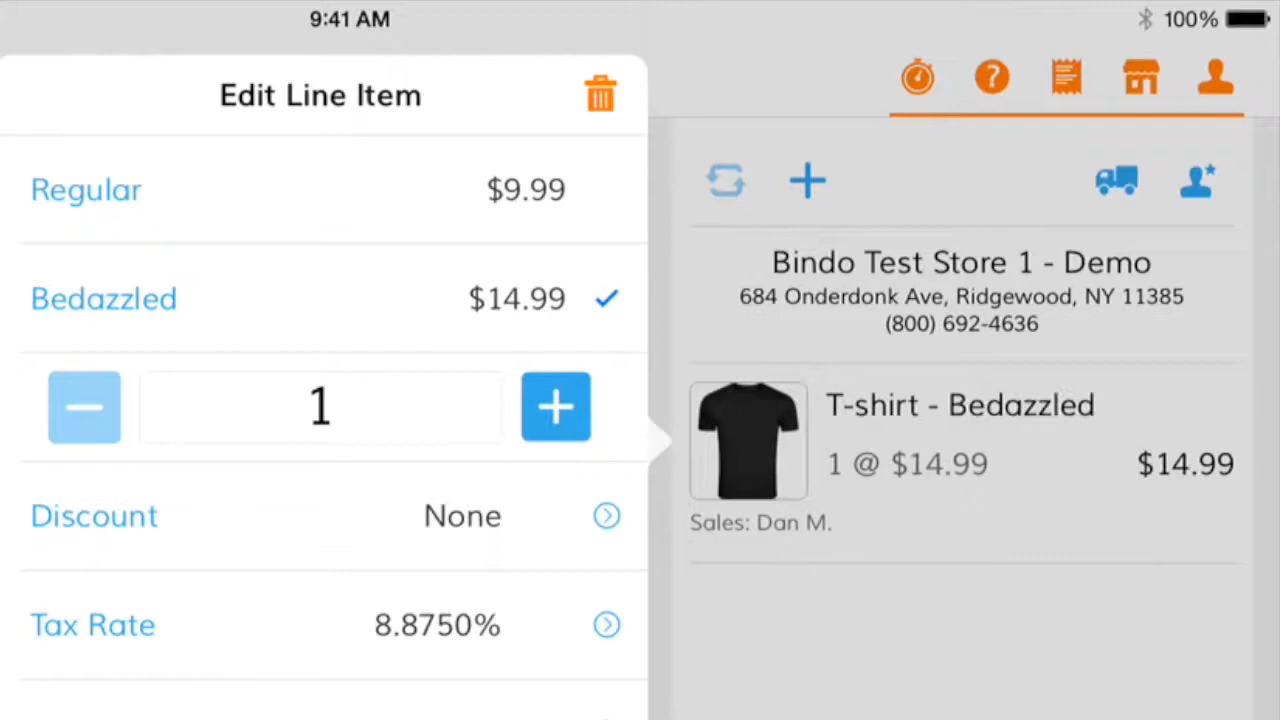 9:41 AM
100%
Edit Line Item
Regular $9.99
Bedazzled $14.99
1
Discount None
Tax Rate 8.8750%
Bindo Test Store 1 - Demo
684 Onderdonk Ave, Ridgewood, NY 11385
(800) 692-4636
T-shirt - Bedazzled
1 @ $14.99 $14.99
Sales: Dan M.